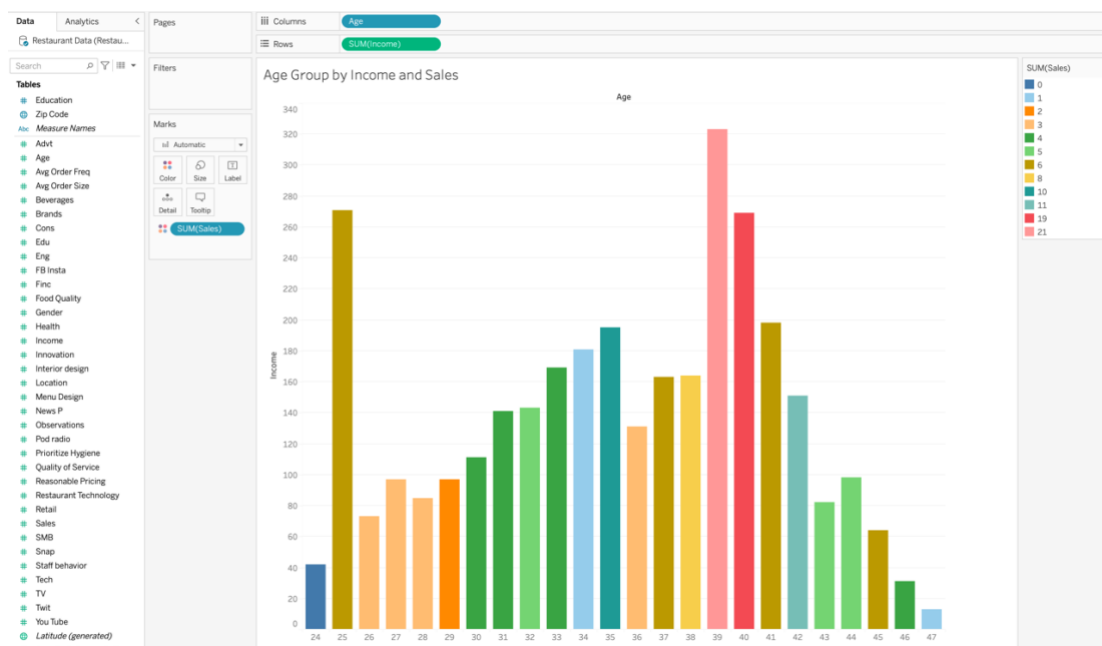 Data
Analytics
Restaurant Data (Restau...
Search
Tables
Education
Zip Code
Abc Measure Names
Advt
Age
Avg Order Freq
Avg Order Size
Beverages
Brands
Cons
Edu
Eng
FB Insta
Finc
Food Quality
Gender
Health
Income
Innovation
Interior design
Location
Menu Design
News P
Observations
Pod radio
Prioritize Hygiene
Quality of Service
Reasonable Pricing
Restaurant Technology
Retail
Sales
SMB
Snap
Staff behavior
Tech
TV
Twit
You Tube
Latitude (generated)
Pages
Filters
Marks
Automatic
Color Size Label
Detail Tooltip
SUM(Sales)
Columns Age
Rows SUM(Income)
Age Group by Income and Sales
Age
340
320
300
280
260
240
220
200
180
160
140
120
100
80
60
40
20
0
Income
24 25 26 27 28 29 30 31 32 33 34 35 36 37 38 39 40 41 42 43 44 45 46 47
SUM(Sales)
0
1
2
3
4
5
6
8
10
11
19
21